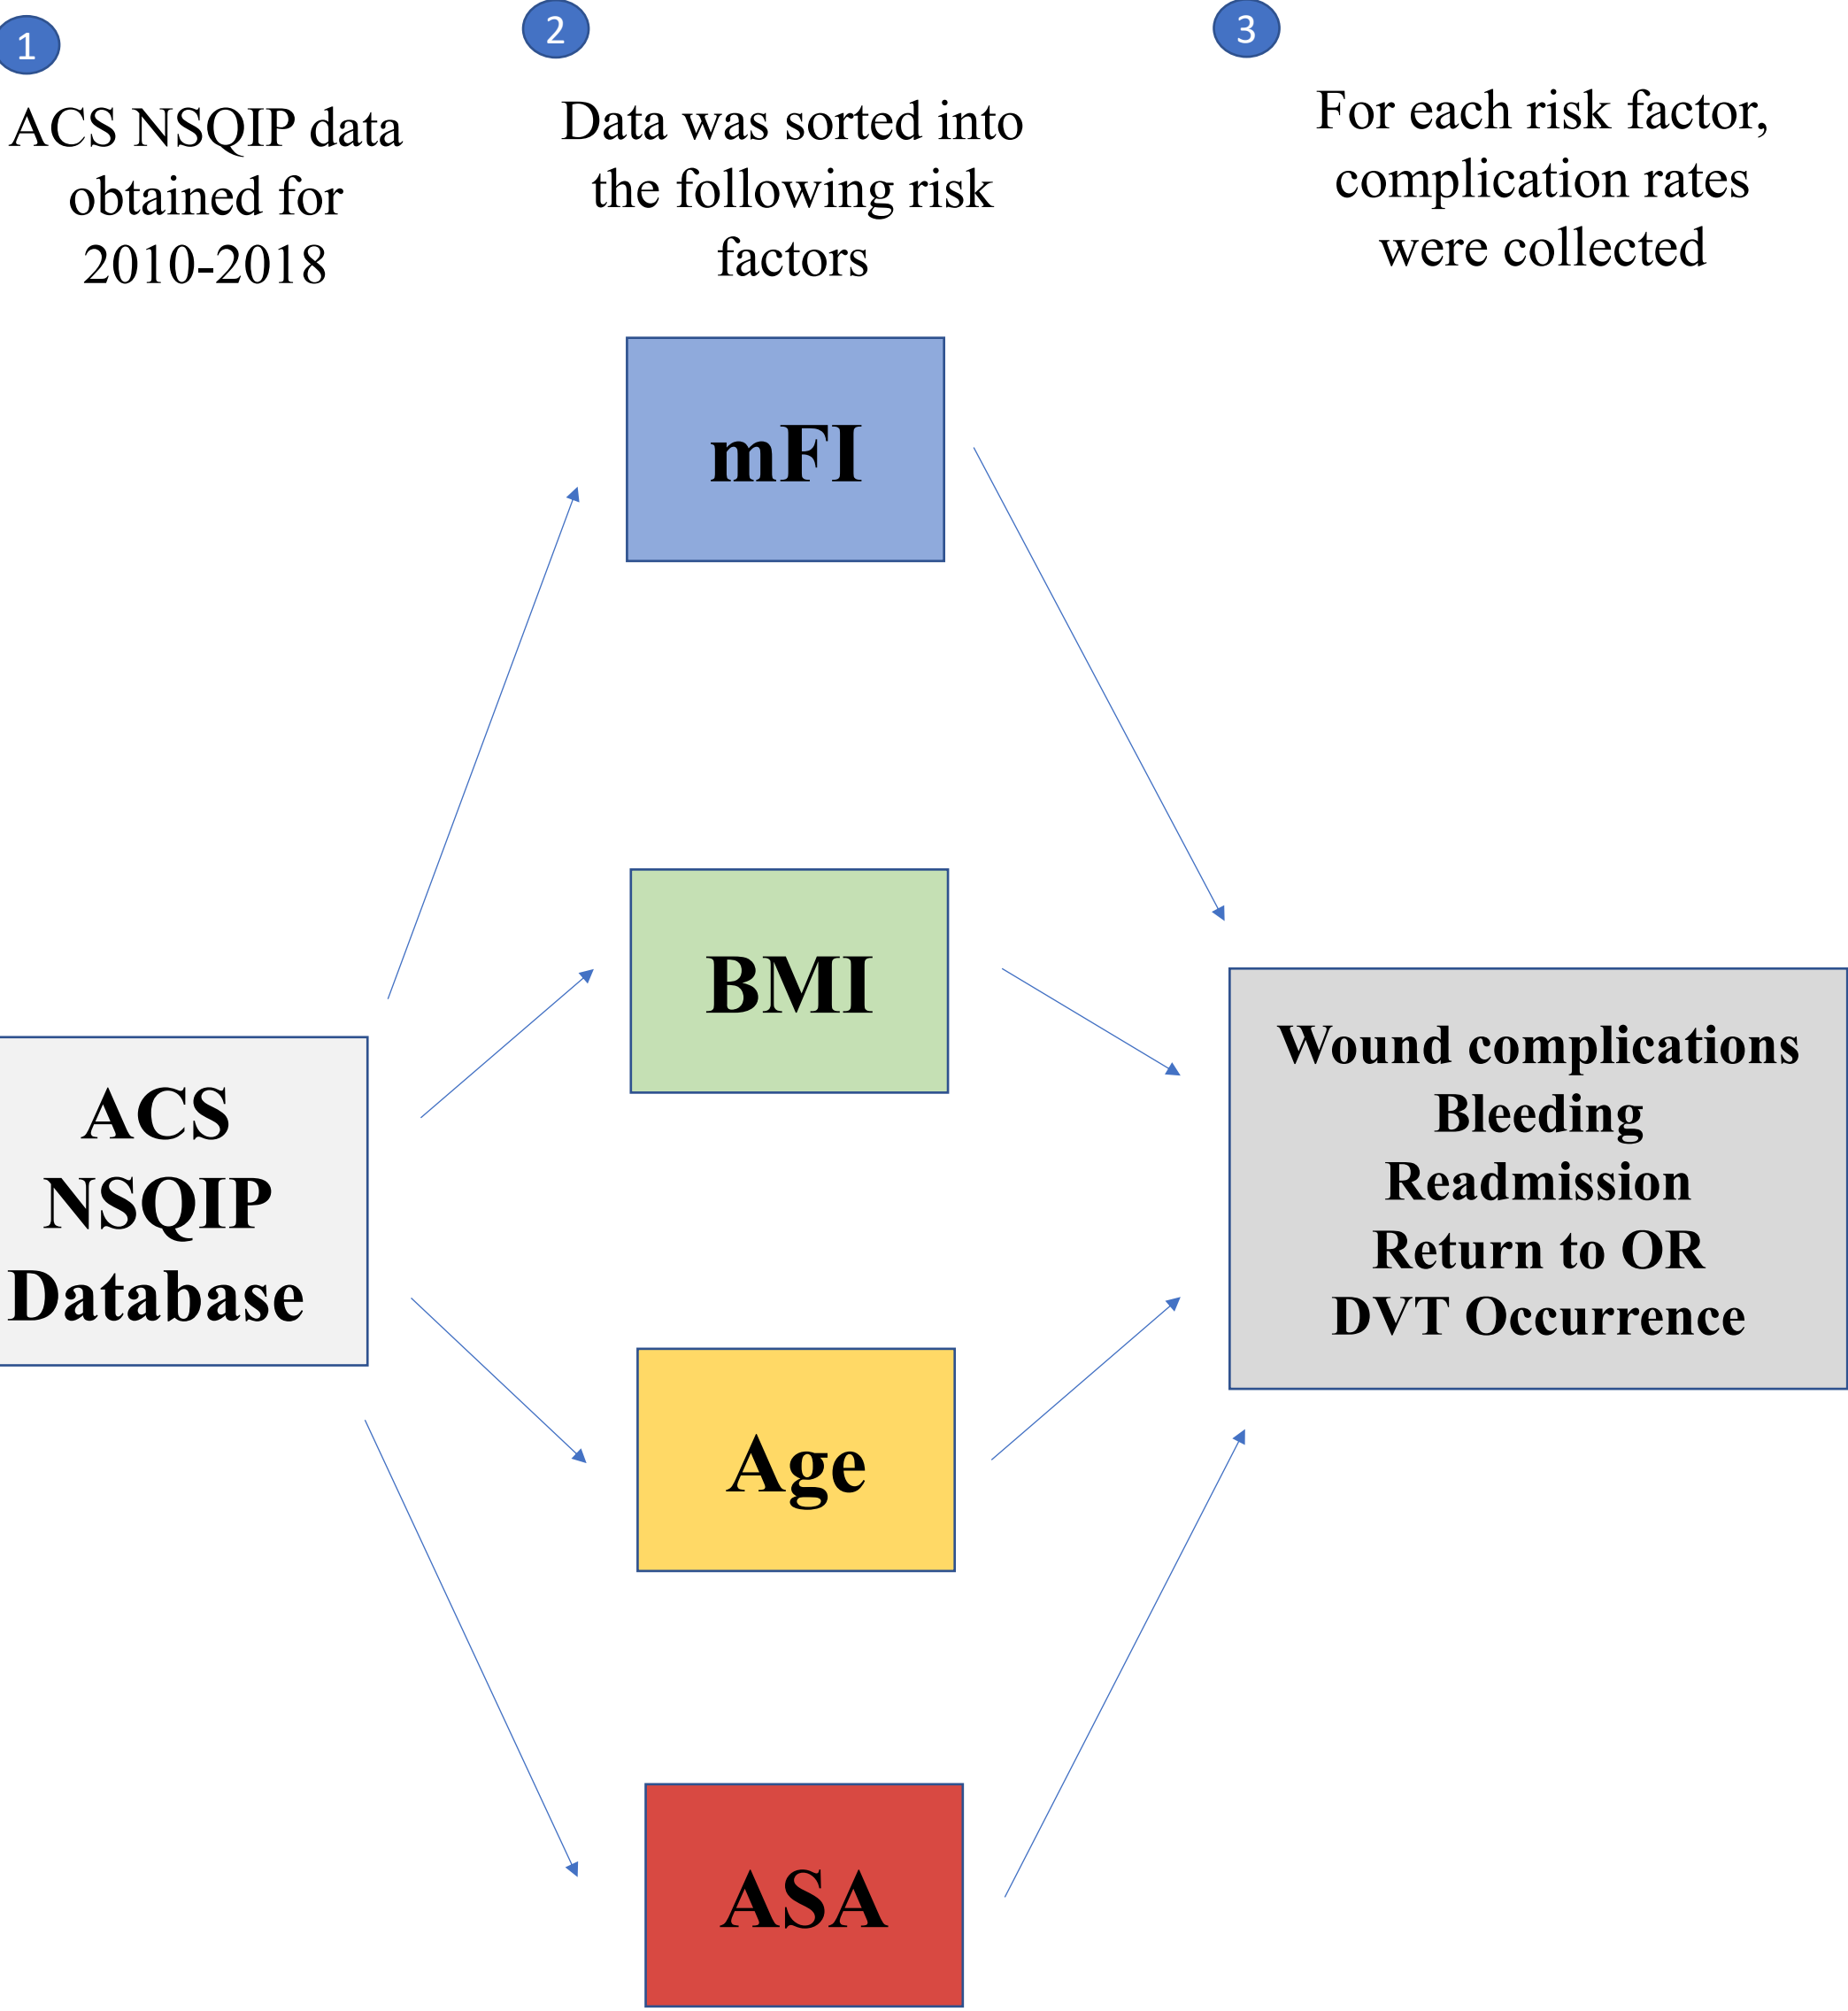 1
ACS NSQIP data
obtained for
2010-2018
2
Data was sorted into
the following risk
factors
3
For each risk factor,
complication rates
were collected
mFI
BMI
Age
ASA
ACS
NSQIP
Database
Wound complications
Bleeding
Readmission
Return to OR
DVT Occurrence